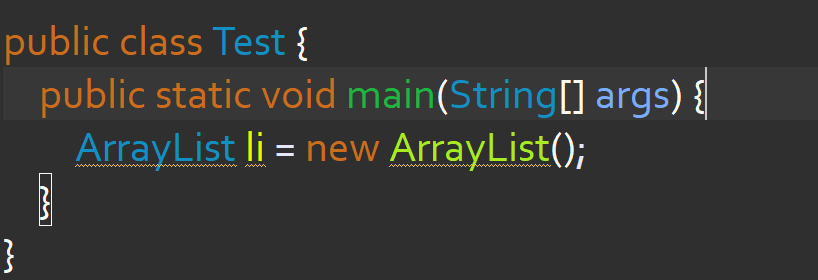 public class Test {
public static void main(String[] args) {
ArrayList li = new ArrayList();
}
}